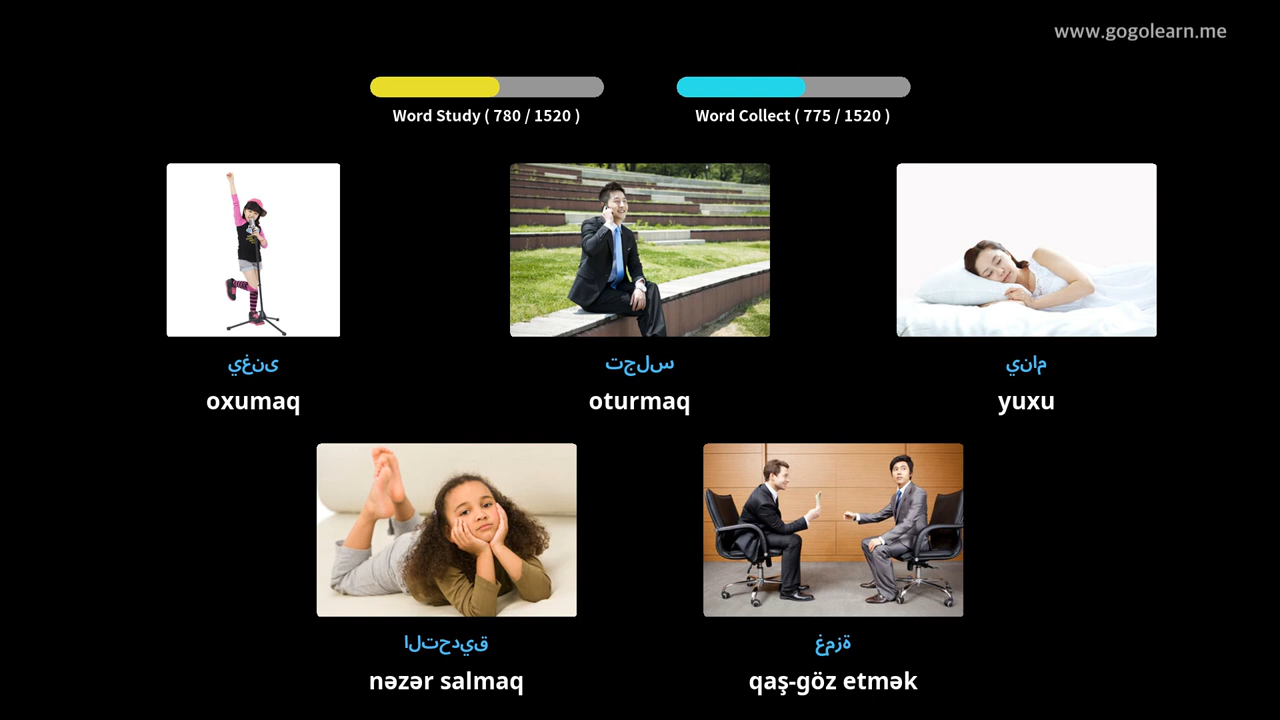 www.gogolearn.me
Word Study ( 780 / 1520 )
Word Collect ( 775 / 1520 )
يغنى
oxumaq
تجلس
oturmaq
ينام
yuxu
التحديق
nəzər salmaq
غمزة
qaş-göz etmək